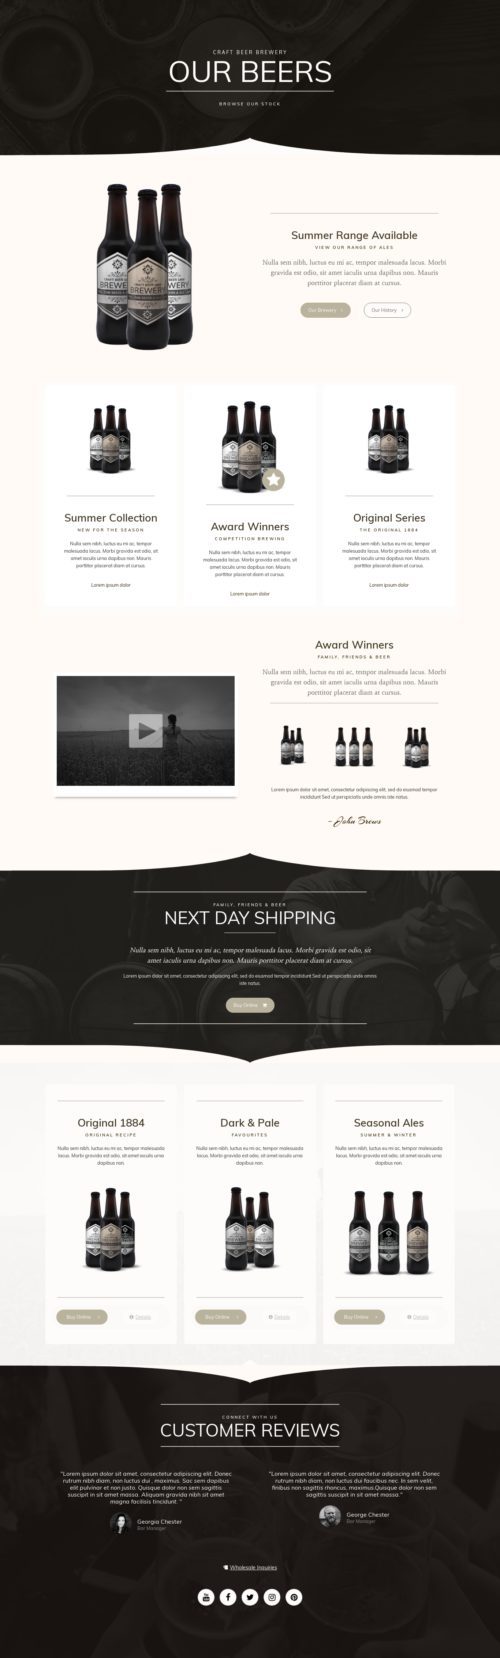 CRAFT BEER BREWERY
OUR BEERS
BROWSE OUR STOCK
CRAFT BEER LABEL
BREWERY
Summer Range Available
VIEW OUR RANGE OF ALES
Nulla sem nibh, luctus eu mi ac, tempor malesuada lacus. Morbi
gravida est odio, sit amet iaculis urna dapibus non. Mauris
porttitor placerat diam at cursus.
Our Brewery
Our History
Summer Collection
NEW FOR THE SEASON
Nulla sem nibh, luctus eu mi ac, tempor
malesuada lacus. Morbi gravida est odio, sit
amet iaculis urna dapibus non. Mauris
porttitor placerat diam at cursus.
Lorem ipsum dolor
Award Winners
COMPETITION BREWING
Nulla sem nibh, luctus eu mi ac, tempor
malesuada lacus. Morbi gravida est odio, sit
amet iaculis urna dapibus non. Mauris
porttitor placerat diam at cursus.
Lorem ipsum dolor
Original Series
THE ORIGINAL 1884
Nulla sem nibh, luctus eu mi ac, tempor
malesuada lacus. Morbi gravida est odio, sit
amet iaculis urna dapibus non. Mauris
porttitor placerat diam at cursus.
Lorem ipsum dolor
Award Winners
FAMILY, FRIENDS & BEER
Nulla sem nibh, luctus eu mi ac, tempor malesuada lacus. Morbi
gravida est odio, sit amet iaculis urna dapibus non. Mauris
porttitor placerat diam at cursus.
Lorem ipsum dolor sit amet, consectetur adipiscing elit, sed do eiusmod tempor
incididunt Sed ut perspiciatis unde omnis iste natus.
- John Brews
FAMILY, FRIENDS & BEER
NEXT DAY SHIPPING
Nulla sem nibh, luctus eu mi ac, tempor malesuada lacus. Morbi gravida est odio, sit
amet iaculis urna dapibus non. Mauris porttitor placerat diam at cursus.
Lorem ipsum dolor sit amet, consectetur adipiscing elit, sed do eiusmod tempor incididunt Sed ut perspiciatis unde omnis iste
natus.
Buy Online
Original 1884
ORIGINAL RECIPE
Nulla sem nibh, luctus eu mi ac, tempor malesuada
lacus. Morbi gravida est odio, sit amet iaculis urna
dapibus non.
Buy Online
Details
Dark & Pale
FAVOURITES
Nulla sem nibh, luctus eu mi ac, tempor malesuada
lacus. Morbi gravida est odio, sit amet iaculis urna
dapibus non.
Buy Online
Details
Seasonal Ales
SUMMER & WINTER
Nulla sem nibh, luctus eu mi ac, tempor malesuada
lacus. Morbi gravida est odio, sit amet iaculis urna
dapibus non.
Buy Online
Details
CONNECT WITH US
CUSTOMER REVIEWS
"Lorem ipsum dolor sit amet, consectetur adipiscing elit. Donec
rutrum nibh diam, non luctus dui , maximus. Sac sem dapibus
elit pulvinar et non justo. Quisque dolor non sem sagittis
suscipit in sit amet massa. Aliquam gravida nibh sit amet
magna facilisis tincidunt. "
Georgia Chester
Bar Manager
"Lorem ipsum dolor sit amet, consectetur adipiscing elit. Donec
rutrum nibh diam, non luctus dui faucibus nec. In sem velit,
finibus non sagittis rhoncus, maximus.Quisque dolor non sem
sagittis suscipit in sit amet massa."
George Chester
Bar Manager
Wholesale Inquiries